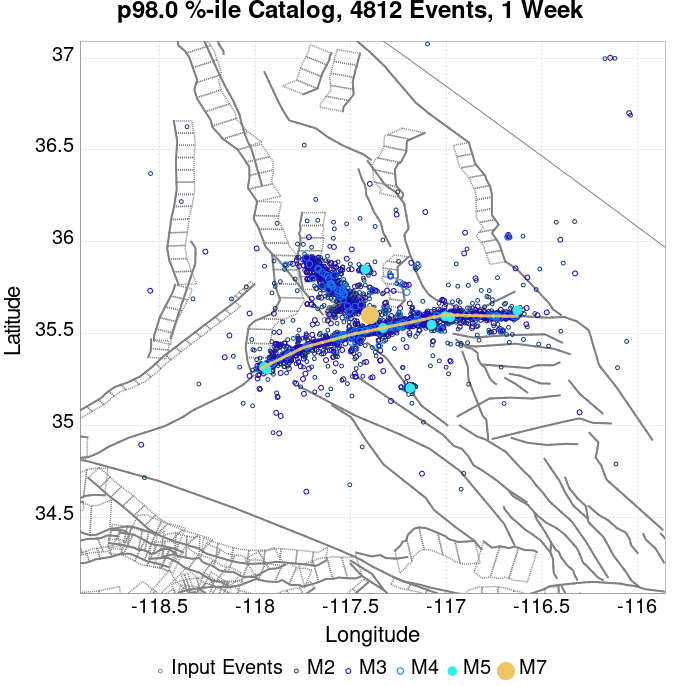 p98.0 %-ile Catalog, 4812 Events, 1 Week
37
36.5
36
35.5
35
34.5
Latitude
-118.5 -118 -117.5 -117 -116.5 -116
Longitude
Input Events M2 M3 M4 M5 M7